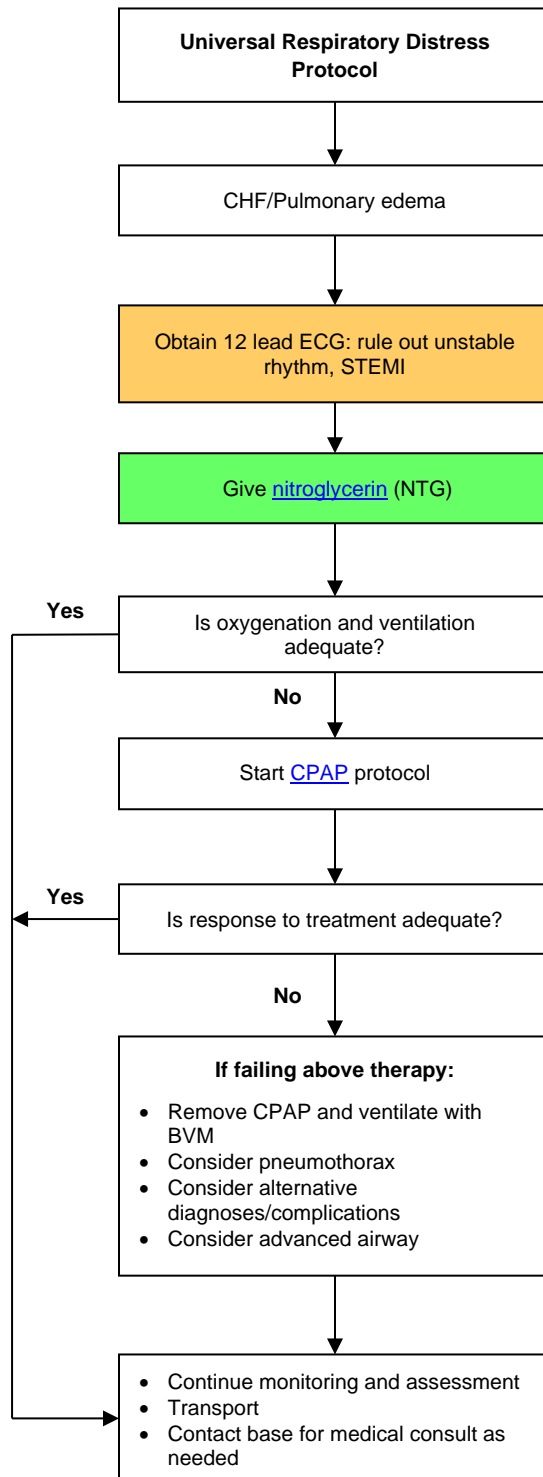 Universal Respiratory Distress
Protocol
CHF/Pulmonary edema
Obtain 12 lead ECG: rule out unstable
rhythm, STEMI
Give nitroglycerin (NTG)
Yes
Is oxygenation and ventilation
adequate?
No
Start CPAP protocol
Yes
Is response to treatment adequate?
No
If failing above therapy:
• Remove CPAP and ventilate with
BVM
• Consider pneumothorax
• Consider alternative
diagnoses/complications
• Consider advanced airway
• Continue monitoring and assessment
• Transport
• Contact base for medical consult as
needed